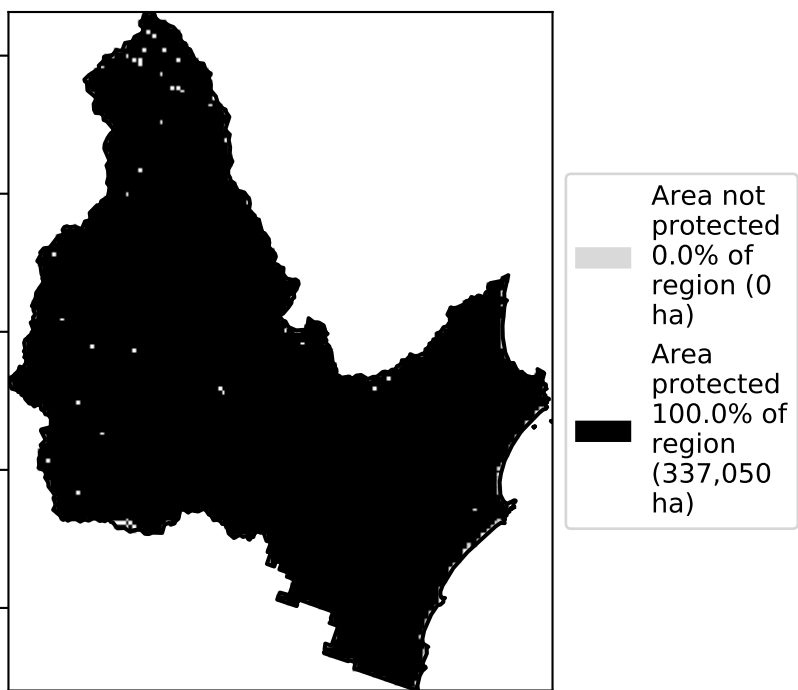 Area not
protected
0.0% of
region (0
ha)
Area
protected
100.0% of
region
(337,050
ha)